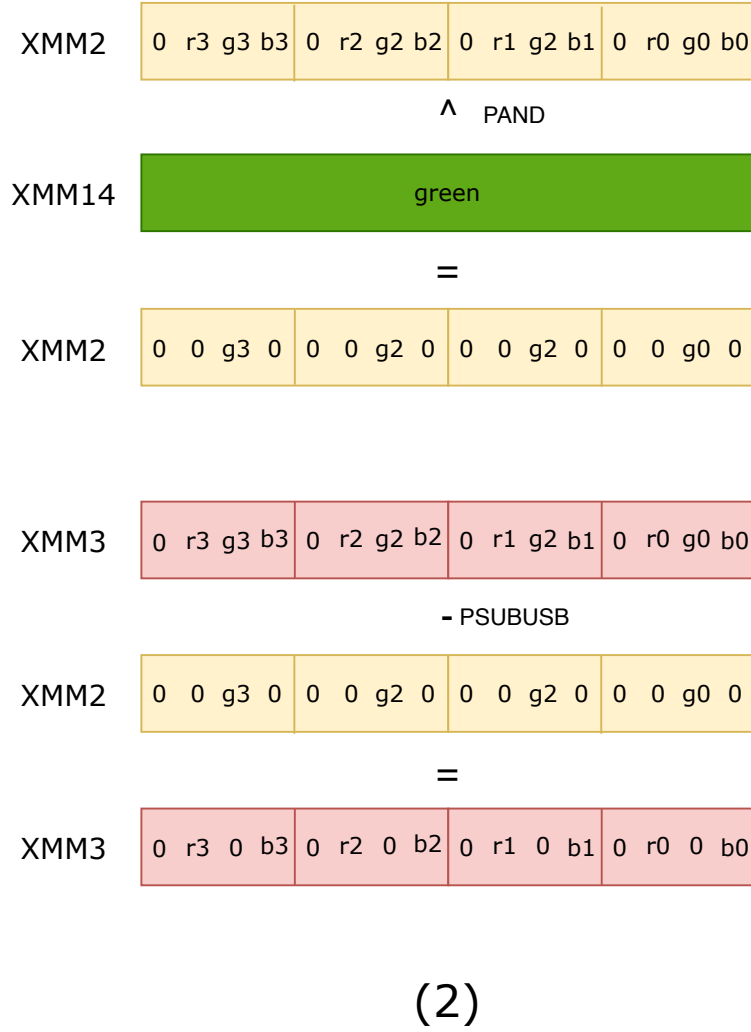 XMM2 0 r3 g3 b3 0 r2 g2 b2 0 r1 g2 b1 0 r0 g0 b0
^ PAND
XMM14 green
=
XMM2 0 0 g3 0 0 0 g2 0 0 0 g2 0 0 0 g0 0
XMM3 0 r3 g3 b3 0 r2 g2 b2 0 r1 g2 b1 0 r0 g0 b0
- PSUBUSB
XMM2 0 0 g3 0 0 0 g2 0 0 0 g2 0 0 0 g0 0
=
XMM3 0 r3 0 b3 0 r2 0 b2 0 r1 0 b1 0 r0 0 b0
(2)